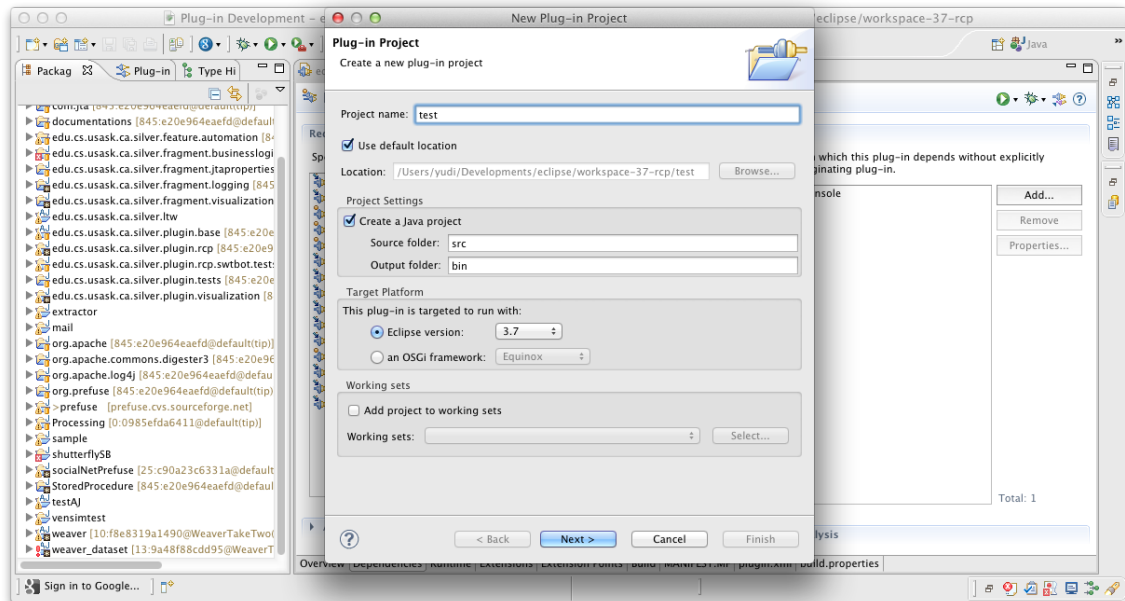 Plug-in Development - e
New Plug-in Project
/eclipse/workspace-37-rcp
Java
Packag
Plug-in
Type Hi
com.jta [845:e20e964eaefd@default(tip)]
documentations [845:e20e964eaefd@default
edu.cs.usask.ca.silver.feature.automation [84
edu.cs.usask.ca.silver.fragment.businesslogi
edu.cs.usask.ca.silver.fragment.jtaproperties
edu.cs.usask.ca.silver.fragment.logging [845
edu.cs.usask.ca.silver.fragment.visualization
edu.cs.usask.ca.silver.ltw
edu.cs.usask.ca.silver.plugin.base [845:e20e
edu.cs.usask.ca.silver.plugin.rcp [845:e20e9
edu.cs.usask.ca.silver.plugin.rcp.swtbot.test
edu.cs.usask.ca.silver.plugin.tests [845:e20e
edu.cs.usask.ca.silver.plugin.visualization [8
extractor
mail
org.apache [845:e20e964eaefd@default(tip)]
org.apache.commons.digester3 [845:e20e96
org.apache.log4j [845:e20e964eaefd@defau
org.prefuse [845:e20e964eaefd@default(tip)
>prefuse [prefuse.cvs.sourceforge.net]
Processing [0:0985efda6411@default(tip)]
sample
shutterflySB
socialNetPrefuse [25:c90a23c6331a@default
StoredProcedure [845:e20e964eaefd@defaul
testAJ
vensimtest
weaver [10:f8e8319a1490@WeaverTakeTwo(
weaver_dataset [13:9a48f88cdd95@WeaverT
Plug-in Project
Create a new plug-in project
Project name: test
Use default location
Location: /Users/yudi/Developments/eclipse/workspace-37-rcp/test Browse...
Project Settings
Create a Java project
Source folder: src
Output folder: bin
Target Platform
This plug-in is targeted to run with:
Eclipse version: 3.7
an OSGi framework: Equinox
Working sets
Add project to working sets
Working sets: Select...
< Back Next > Cancel Finish
which this plug-in depends without explicitly
ginating plug-in.
nsole
Add...
Remove
Properties...
Total: 1
lysis
Overview Dependencies Runtime Extensions Extension Points Build MANIFEST.MF plugin.xml build.properties
Sign in to Google...